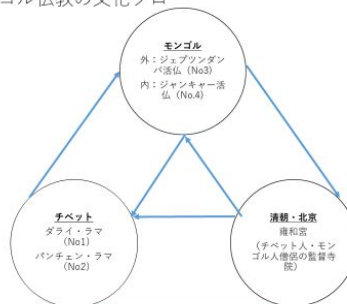 ゴル仏教の文化ブロ
モンゴル
外：ジェプツンダン
バ活仏（No3）
内：ジャンキャー活
仏（No.4）
チベット
ダライ・ラマ
（No1）
パンチェン・ラマ
（No2）
清朝・北京
雍和宮
（チベット人・モン
ゴル人僧侶の監督寺
院）